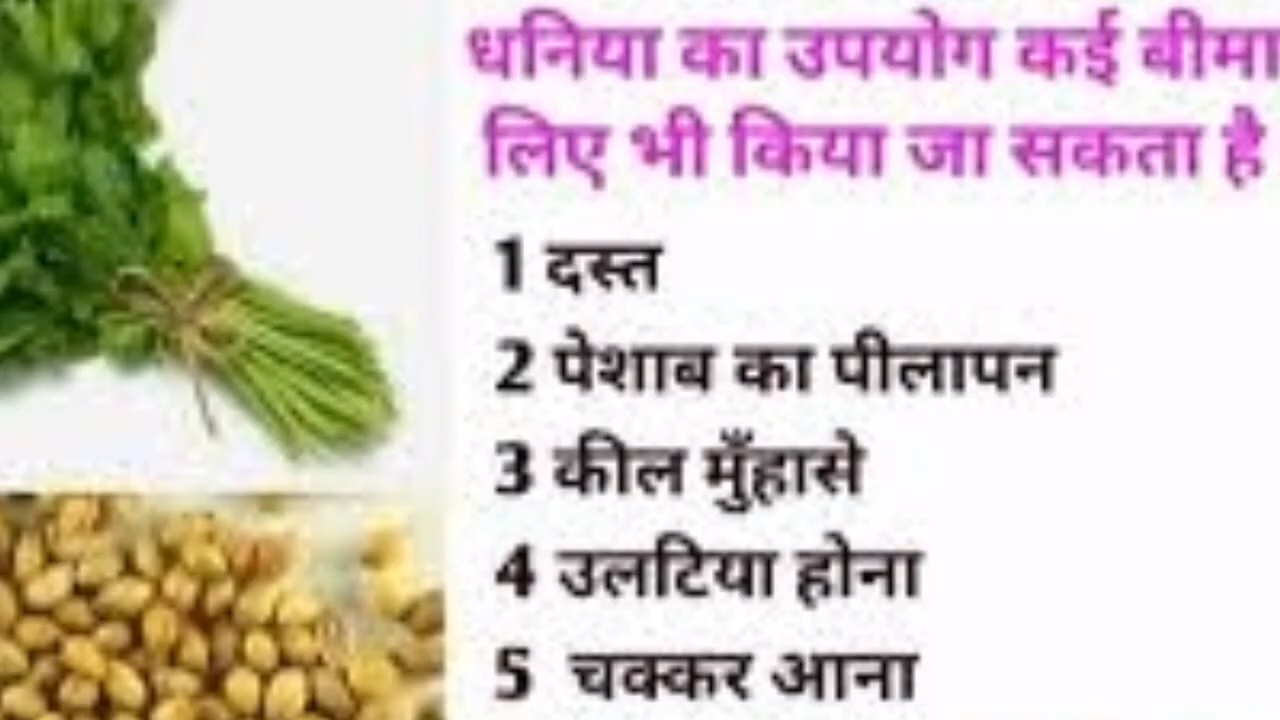 धनिया का उपयोग कई बीमा
लिए भी किया जा सकता है
1 दस्त
2 पेशाब का पीलापन
3 कील मुँहासे
4 उलटिया होना
5 चक्कर आना